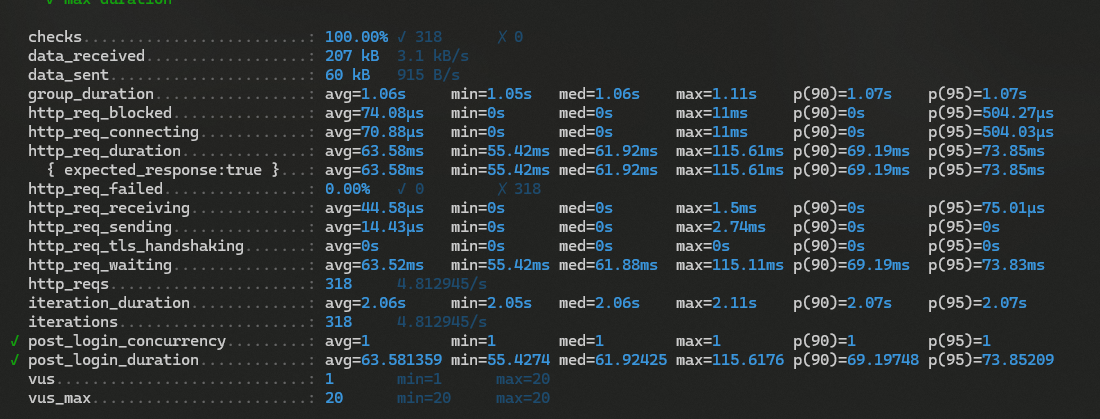 ✓ max duration
checks.........................: 100.00% ✓ 318 ✗ 0
data_received..................: 207 kB 3.1 kB/s
data_sent......................: 60 kB 915 B/s
group_duration.................: avg=1.06s min=1.05s med=1.06s max=1.11s p(90)=1.07s p(95)=1.07s
http_req_blocked...............: avg=74.08µs min=0s med=0s max=11ms p(90)=0s p(95)=504.27µs
http_req_connecting............: avg=70.88µs min=0s med=0s max=11ms p(90)=0s p(95)=504.03µs
http_req_duration..............: avg=63.58ms min=55.42ms med=61.92ms max=115.61ms p(90)=69.19ms p(95)=73.85ms
{ expected_response:true }...: avg=63.58ms min=55.42ms med=61.92ms max=115.61ms p(90)=69.19ms p(95)=73.85ms
http_req_failed................: 0.00% ✓ 0 ✗ 318
http_req_receiving.............: avg=44.58µs min=0s med=0s max=1.5ms p(90)=0s p(95)=75.01µs
http_req_sending...............: avg=14.43µs min=0s med=0s max=2.74ms p(90)=0s p(95)=0s
http_req_tls_handshaking.......: avg=0s min=0s med=0s max=0s p(90)=0s p(95)=0s
http_req_waiting...............: avg=63.52ms min=55.42ms med=61.88ms max=115.11ms p(90)=69.19ms p(95)=73.83ms
http_reqs......................: 318 4.812945/s
iteration_duration.............: avg=2.06s min=2.05s med=2.06s max=2.11s p(90)=2.07s p(95)=2.07s
iterations.....................: 318 4.812945/s
✓ post_login_concurrency.........: avg=1 min=1 med=1 max=1 p(90)=1 p(95)=1
✓ post_login_duration............: avg=63.581359 min=55.4274 med=61.92425 max=115.6176 p(90)=69.19748 p(95)=73.85209
vus............................: 1 min=1 max=20
vus_max........................: 20 min=20 max=20